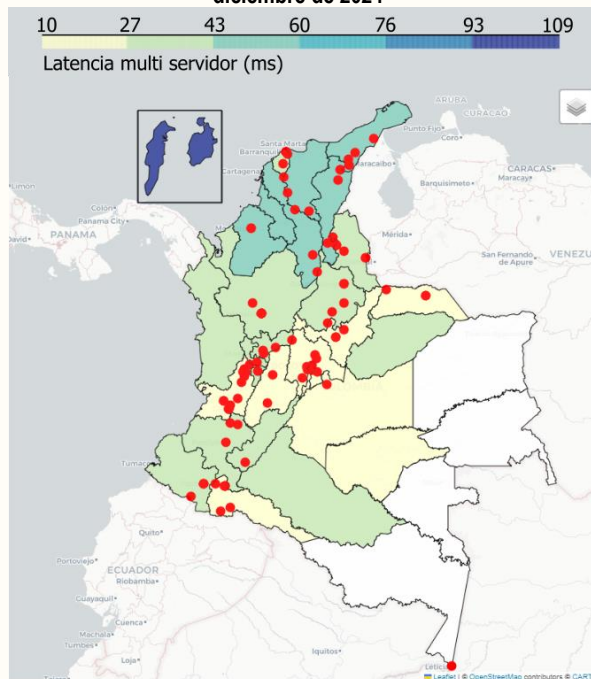 diciembre de 2024
10 27 43 60 76 93 109
Latencia multi servidor (ms)
ARUBA
CURAÇAO
Punto Fijo
Coro
Santa Marta
Barranquilla
Maracaibo
CARACAS
Maracay
Cartagena
Barquisimeto
Limón
Colón
Panama City
PANAMA
David
Mérida
San Fernando de Apure
VENEZU
Tumaco
Quito
Portoviejo
ECUADOR
Riobamba
Guayaquil
Cuenca
Machala
Tumbes
Loja
Iquitos
Leticia
Leaflet | © OpenStreetMap contributors © CART